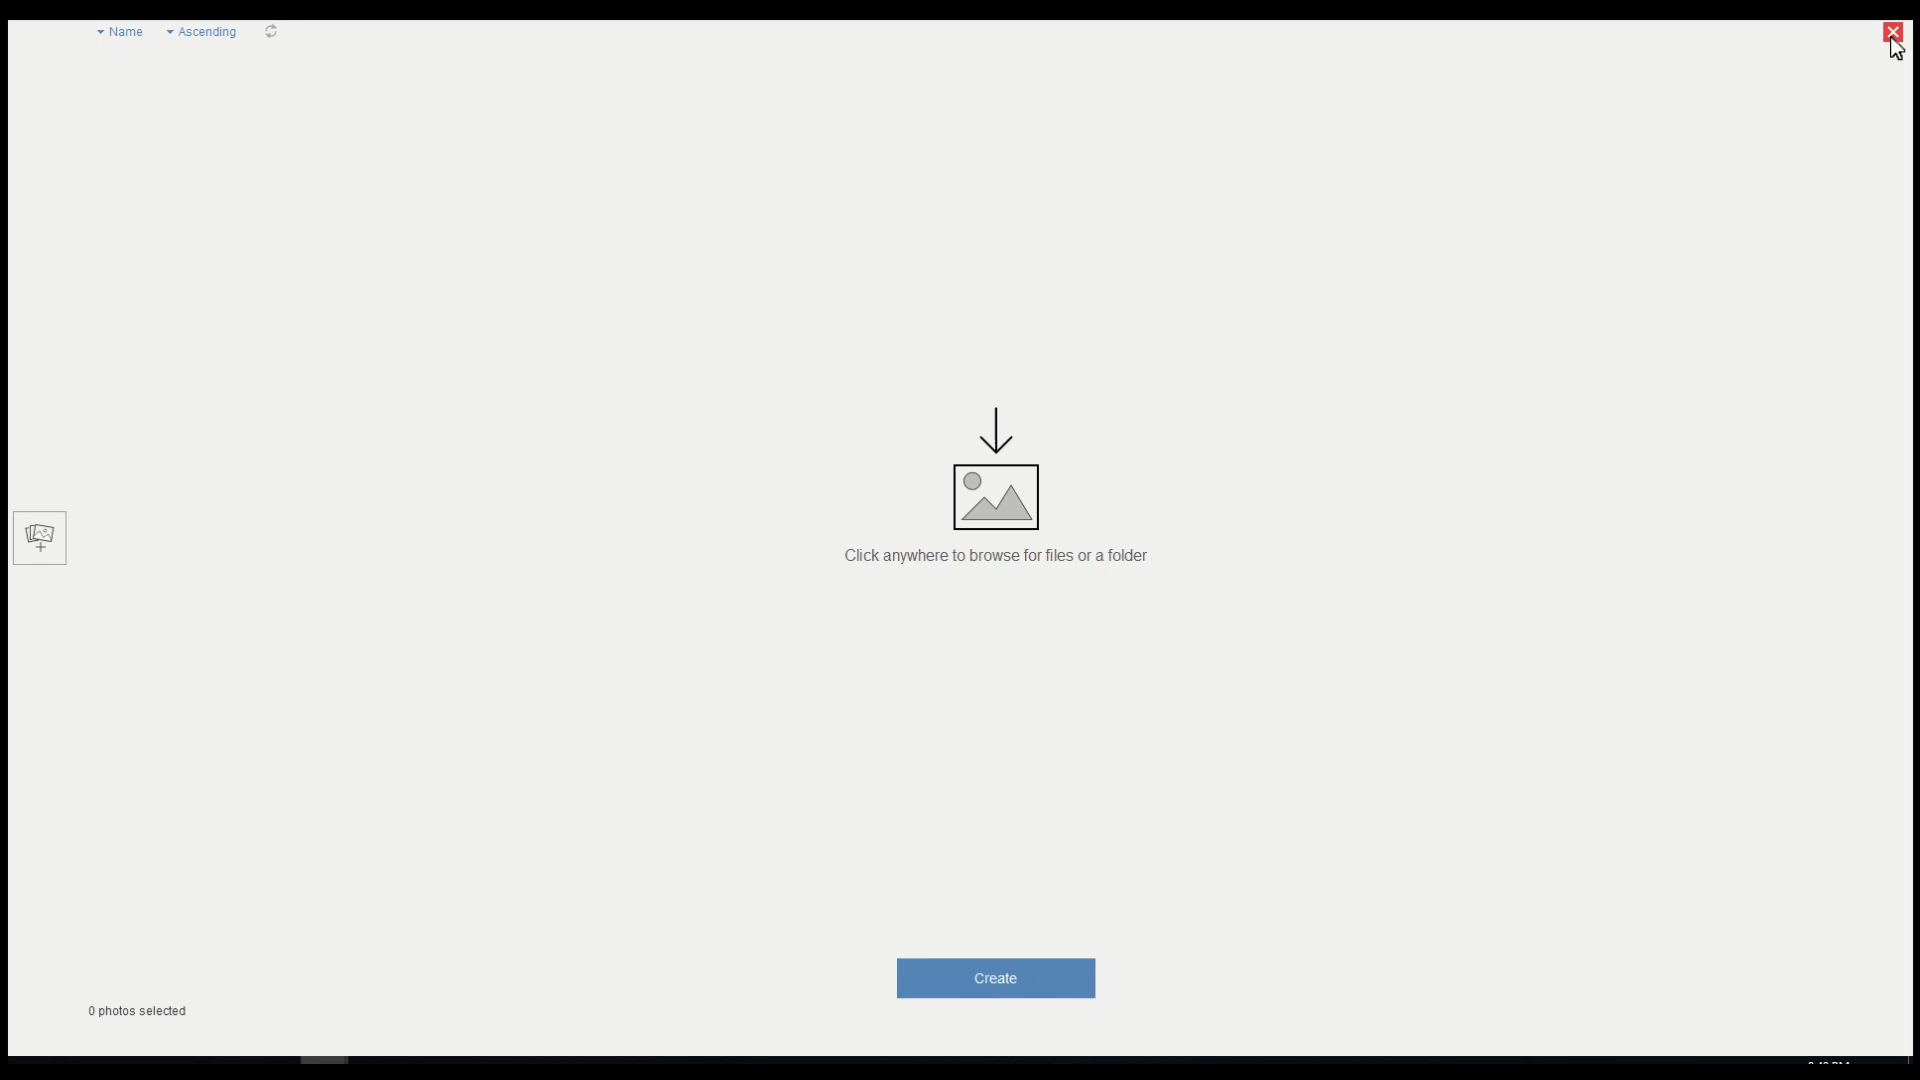 Name
Ascending
Click anywhere to browse for files or a folder
Create
0 photos selected